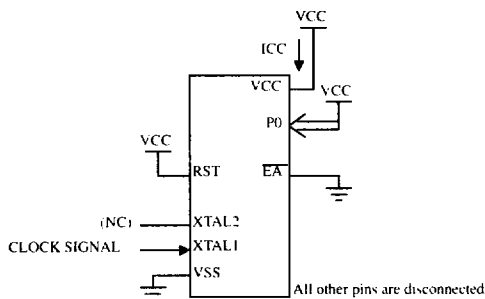 VCC
ICC
VCC
VCC
P0
VCC
RST
EA
(NC)
XTAL2
CLOCK SIGNAL
XTAL1
VSS
All other pins are disconnected